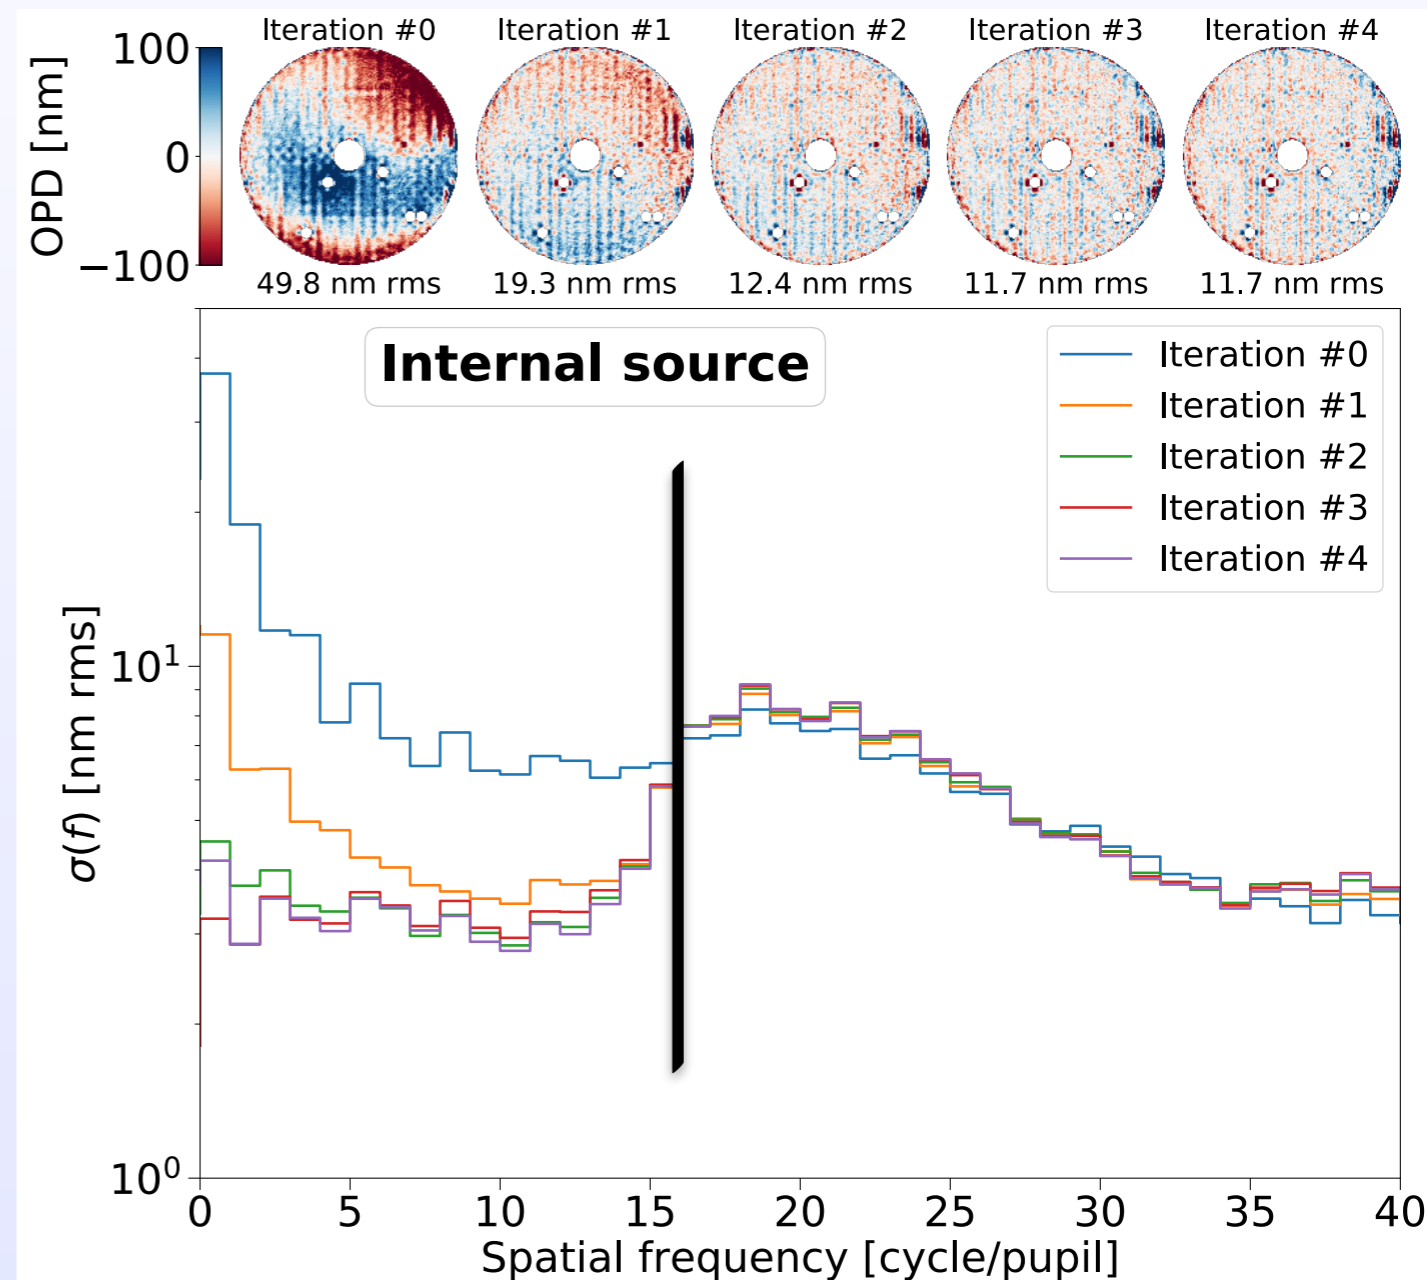 Iteration #0 Iteration #1 Iteration #2 Iteration #3 Iteration #4
OPD [nm]
100
0
−100
49.8 nm rms 19.3 nm rms 12.4 nm rms 11.7 nm rms 11.7 nm rms
Internal source
Iteration #0
Iteration #1
Iteration #2
Iteration #3
Iteration #4
σ(f) [nm rms]
10¹
10⁰
0 5 10 15 20 25 30 35 40
Spatial frequency [cycle/pupil]